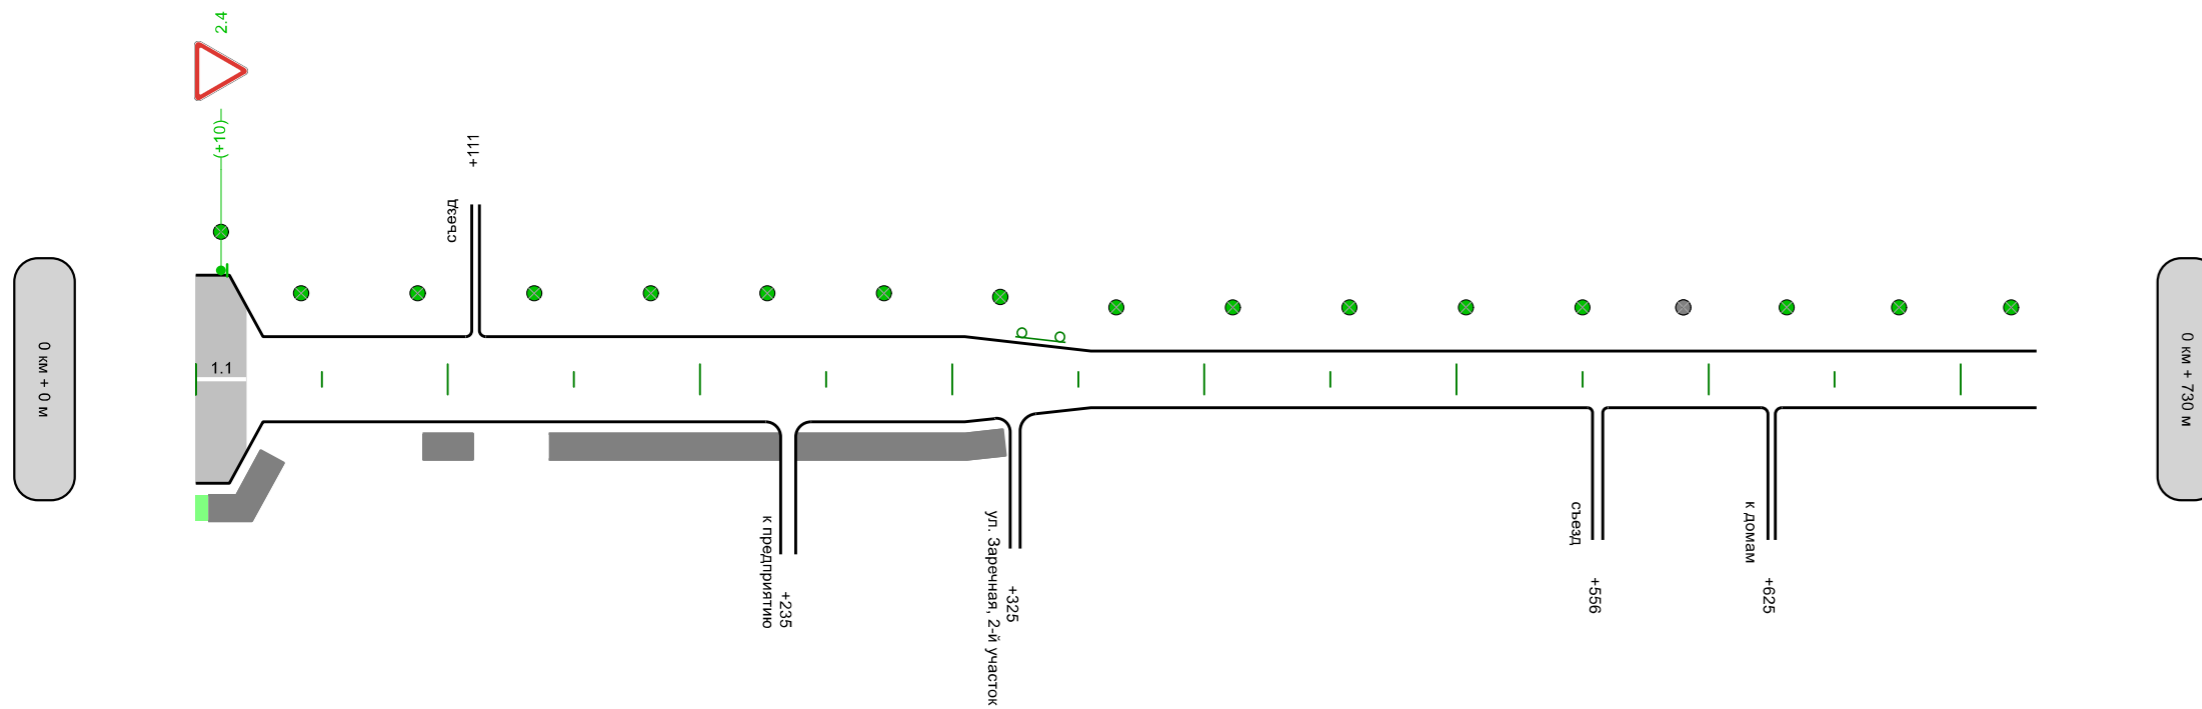 2.4
(+10)
+111
съезд
0 км + 0 м
1.1
0 км + 730 м
к предприятию
+235
ул. Заречная, 2-й участок
+325
съезд
+556
к домам
+625